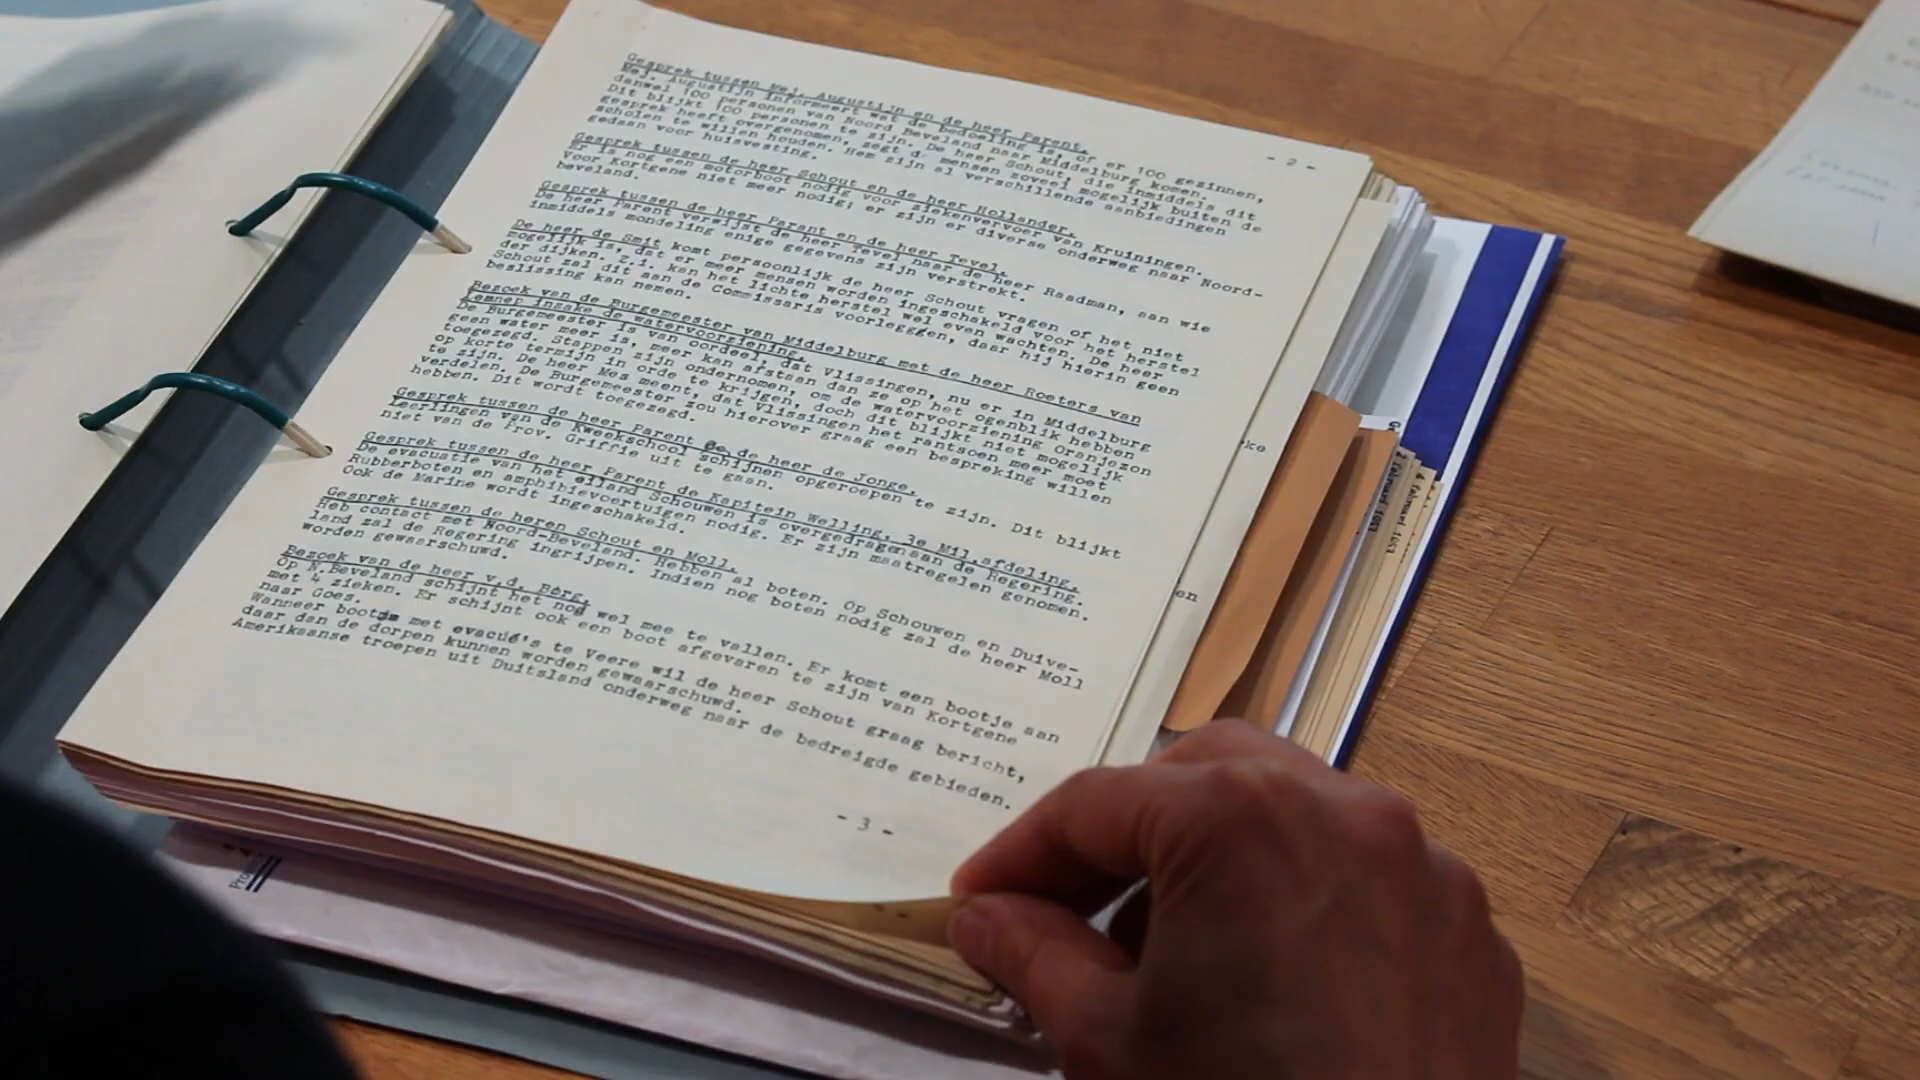 - 2 -
Gesprek tussen Mej. Augustijn en de heer Parent.
Mej. Augustijn informeert wat de bedoeling is, of er 100 gezinnen,
danwel 100 personen van Noord Beveland naar Middelburg komen.
Dit blijkt 100 personen te zijn. De heer Schout, die inmiddels dit
gesprek heeft overgenomen, zegt de mensen zoveel mogelijk buiten de
scholen te willen houden. Hem zijn al verschillende aanbiedingen
gedaan voor huisvesting.
Gesprek tussen de heer Schout en de heer Hollander.
Er is nog een motorboot nodig voor ziekenvervoer van Kruiningen.
Voor Kortgene niet meer nodig; er zijn er diverse onderweg naar Noord-
beveland.
Gesprek tussen de heer Parent en de heer Tevel.
De heer Parent verwijst de heer Tevel naar de heer Raadman, aan wie
inmiddels mondeling enige gegevens zijn verstrekt.
De heer de Smit komt persoonlijk de heer Schout vragen of het niet
mogelijk is, dat er meer mensen worden ingeschakeld voor het herstel
der dijken. z.i. kan het lichte herstel wel even wachten. De heer
Schout zal dit aan de Commissaris voorlegggen, daar hij hierin geen
beslissing kan nemen.
Bezoek van de Burgemeester van Middelburg met de heer Roeters van
Lennep inzake de watervoorziening.
De Burgemeester is van oordeel, dat Vlissingen, nu er in Middelburg
geen water meer is, meer kan afstaan dan ze op het ogenblik hebben
toegezegd. Stappen zijn ondernomen, om de watervoorziening Oranjezon
op korte termijn in orde te krijgen, doch dit blijkt niet mogelijk
te zijn. De heer Mes meent, dat Vlissingen het rantsoen meer moet
verdelen. De Burgemeester zou hierover graag een bespreking willen
hebben. Dit wordt toegezegd.
Gesprek tussen de heer Parent de heer de Jonge.
Leerlingen van de Kweekschool schijnen opgeroepen te zijn. Dit blijkt
niet van de Prov. Griffie uit te gaan.
Gesprek tussen de heer Parent de Kapitein Welling, 3e Mil.afdeling.
De evacuatie van het eiland Schouwen is overgedragen aan de Regering.
Rubberboten en amphibievoertuigen nodig. Er zijn maatregelen genomen.
Ook de Marine wordt ingeschakeld.
Gesprek tussen de heren Schout en Moll.
Heb contact met Noord-Beveland. Hebben al boten. Op Schouwen en Duive-
land zal de Regering ingrijpen. Indien nog boten nodig zal de heer Moll
worden gewaarschuwd.
Bezoek van de heer v.d. Berg.
Op N.Beveland schijnt het nog wel mee te vallen. Er komt een bootje aan
met 4 zieken. Er schijnt ook een boot afgevaren te zijn van Kortgene
naar Goes.
Wanneer boten met evacué's te Veere wil de heer Schout graag bericht,
daar dan de dorpen kunnen worden gewaarschuwd.
Amerikaanse troepen uit Duitsland onderweg naar de bedreigde gebieden.
- 3 -
ke
en
2 februari 1953
4 februari 1953